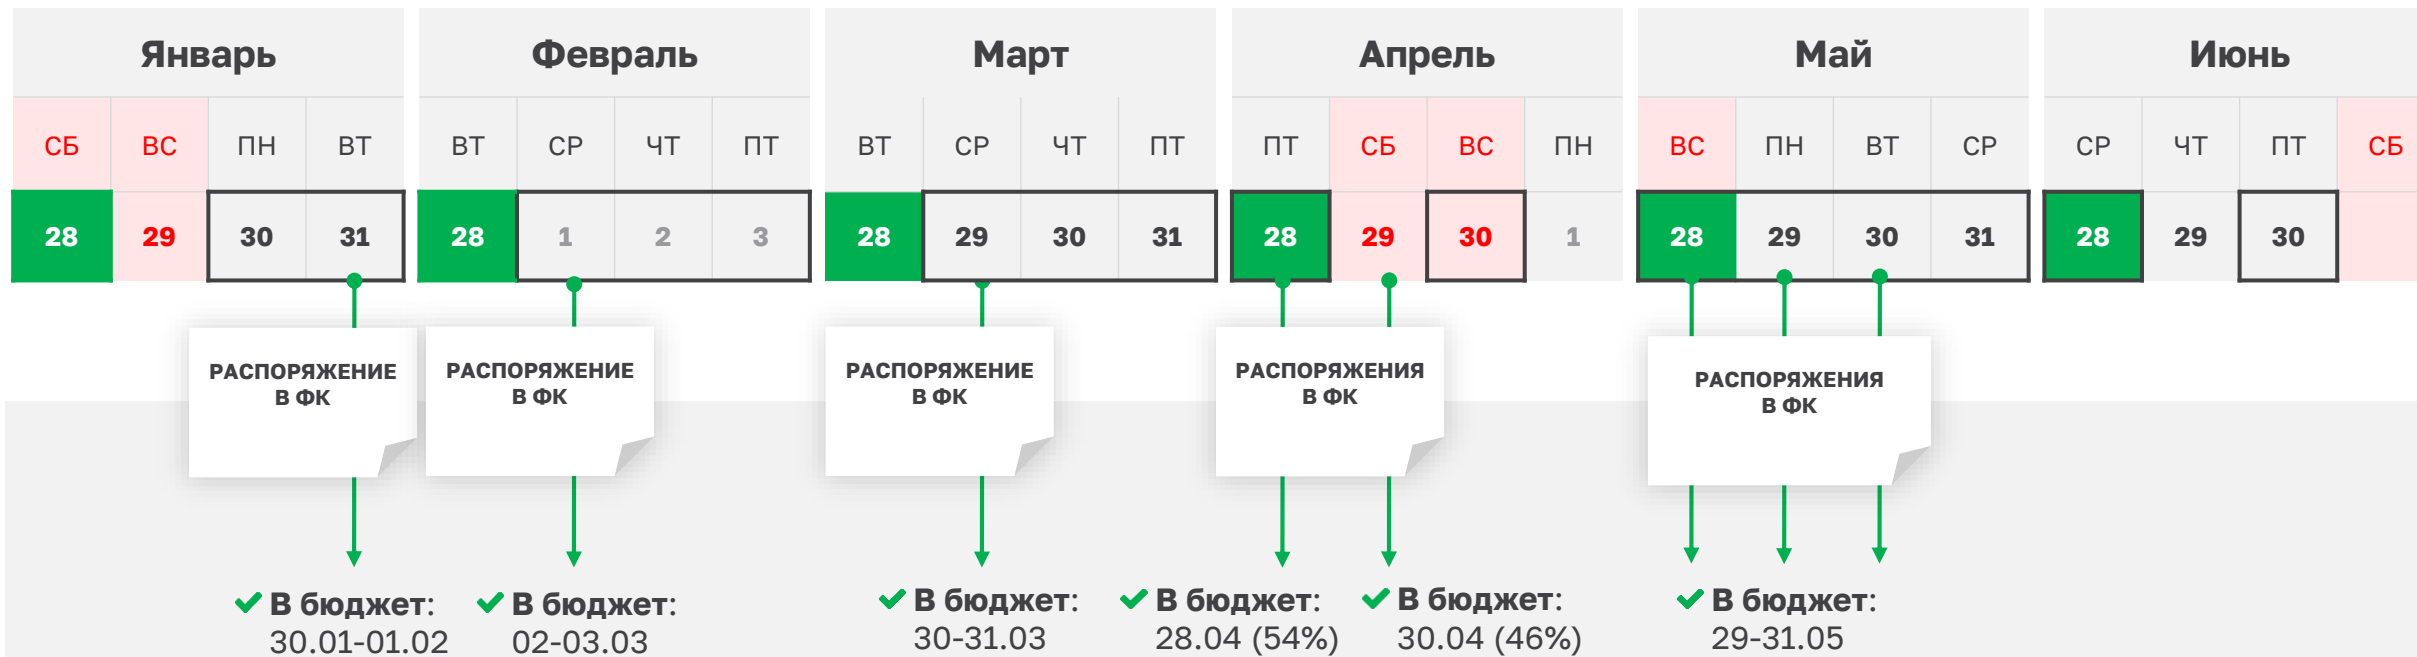 Январь Февраль Март Апрель Май Июнь
СБ ВС ПН ВТ ВТ СР ЧТ ПТ ВТ СР ЧТ ПТ ПТ СБ ВС ПН ВС ПН ВТ СР СР ЧТ ПТ СБ
28 29 30 31 28 1 2 3 28 29 30 31 28 29 30 1 28 29 30 31 28 29 30
РАСПОРЯЖЕНИЕ
В ФК
РАСПОРЯЖЕНИЕ
В ФК
РАСПОРЯЖЕНИЕ
В ФК
РАСПОРЯЖЕНИЯ
В ФК
РАСПОРЯЖЕНИЯ
В ФК
В бюджет:
30.01-01.02
В бюджет:
02-03.03
В бюджет:
30-31.03
В бюджет:
28.04 (54%)
В бюджет:
30.04 (46%)
В бюджет:
29-31.05